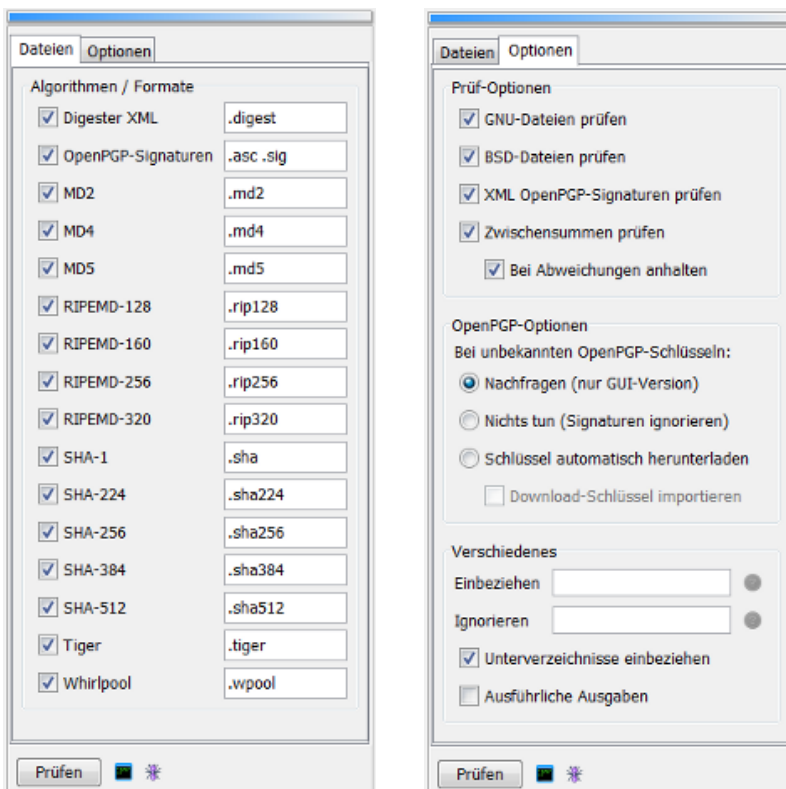 Dateien Optionen
Algorithmen / Formate
Digester XML .digest
OpenPGP-Signaturen .asc .sig
MD2 .md2
MD4 .md4
MD5 .md5
RIPEMD-128 .rip128
RIPEMD-160 .rip160
RIPEMD-256 .rip256
RIPEMD-320 .rip320
SHA-1 .sha
SHA-224 .sha224
SHA-256 .sha256
SHA-384 .sha384
SHA-512 .sha512
Tiger .tiger
Whirlpool .wpool
Prüfen
Dateien Optionen
Prüf-Optionen
GNU-Dateien prüfen
BSD-Dateien prüfen
XML OpenPGP-Signaturen prüfen
Zwischensummen prüfen
Bei Abweichungen anhalten
OpenPGP-Optionen
Bei unbekannten OpenPGP-Schlüsseln:
Nachfragen (nur GUI-Version)
Nichts tun (Signaturen ignorieren)
Schlüssel automatisch herunterladen
Download-Schlüssel importieren
Verschiedenes
Einbeziehen
Ignorieren
Unterverzeichnisse einbeziehen
Ausführliche Ausgaben
Prüfen